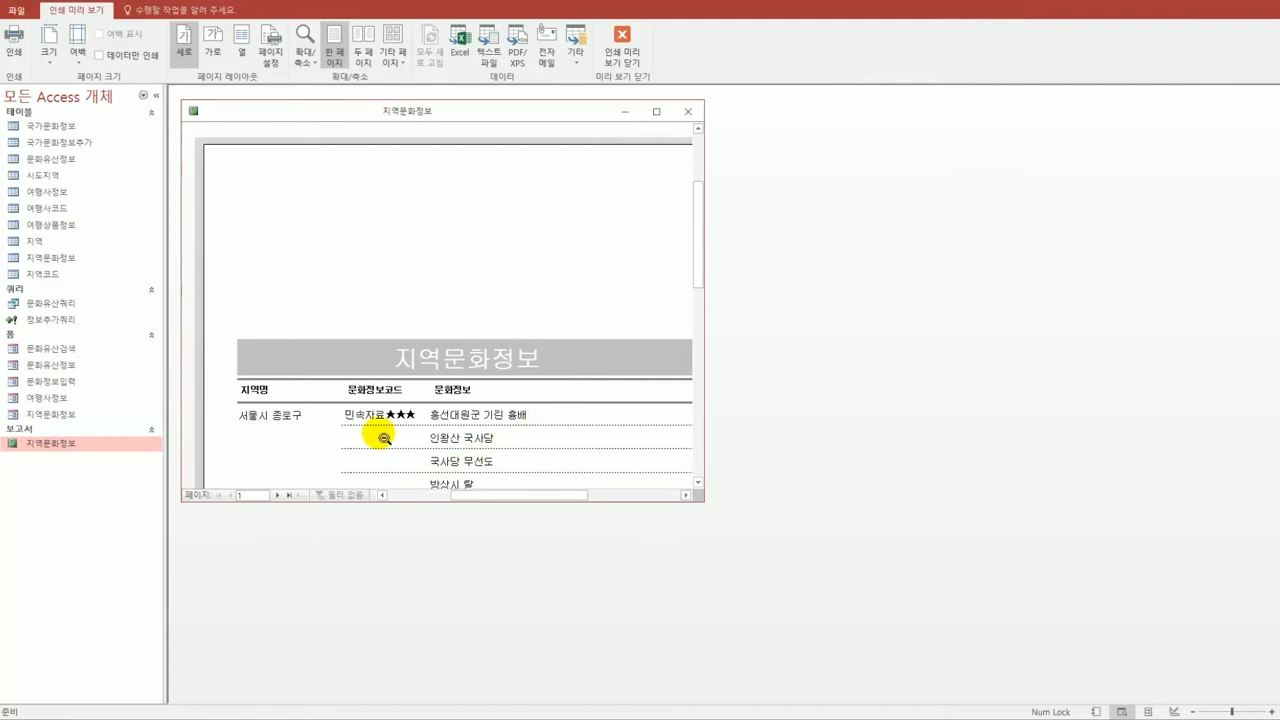 파일 인쇄 미리 보기 수행할 작업을 알려 주세요.
인쇄 크기 여백 여백 표시 데이터만 인쇄 세로 가로 열 페이지 설정 확대/축소 한 페이지 두 페이지 기타 페이지 모두 새로 고침 Excel 텍스트 파일 PDF/XPS 전자 메일 기타 인쇄 미리 보기 닫기
인쇄 페이지 크기 페이지 레이아웃 확대/축소 데이터 미리 보기 닫기
모든 Access 개체
테이블
국가문화정보
국가문화정보추가
문화유산정보
시도지역
여행사정보
여행사코드
여행상품정보
지역
지역문화정보
지역코드
쿼리
문화유산쿼리
정보추가쿼리
폼
문화유산검색
문화유산정보
문화정보입력
여행사정보
지역문화정보
보고서
지역문화정보
지역문화정보
지역문화정보
지역명 문화정보코드 문화정보
서울시 종로구 민속자료★★★ 흥선대원군 기린 흉배
인왕산 국사당
국사당 무선도
방상시 탈
페이지: 1 필터 없음
준비 Num Lock